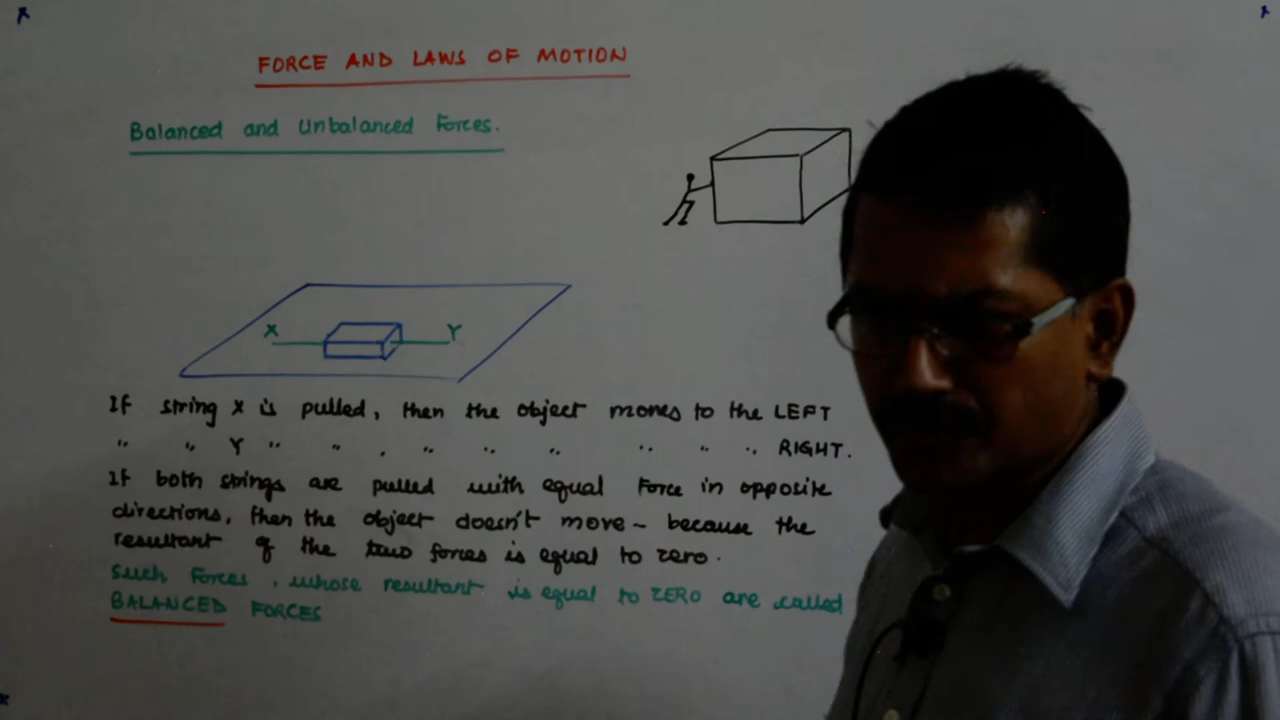 FORCE AND LAWS OF MOTION
Balanced and Unbalanced Forces.
X Y
If string X is pulled, then the object moves to the LEFT
" " Y " " , " " " " " " RIGHT.
If both strings are pulled with equal Force in opposite
directions, then the object doesn't move - because the
resultant of the two forces is equal to zero.
Such Forces, whose resultant is equal to ZERO are called
BALANCED FORCES